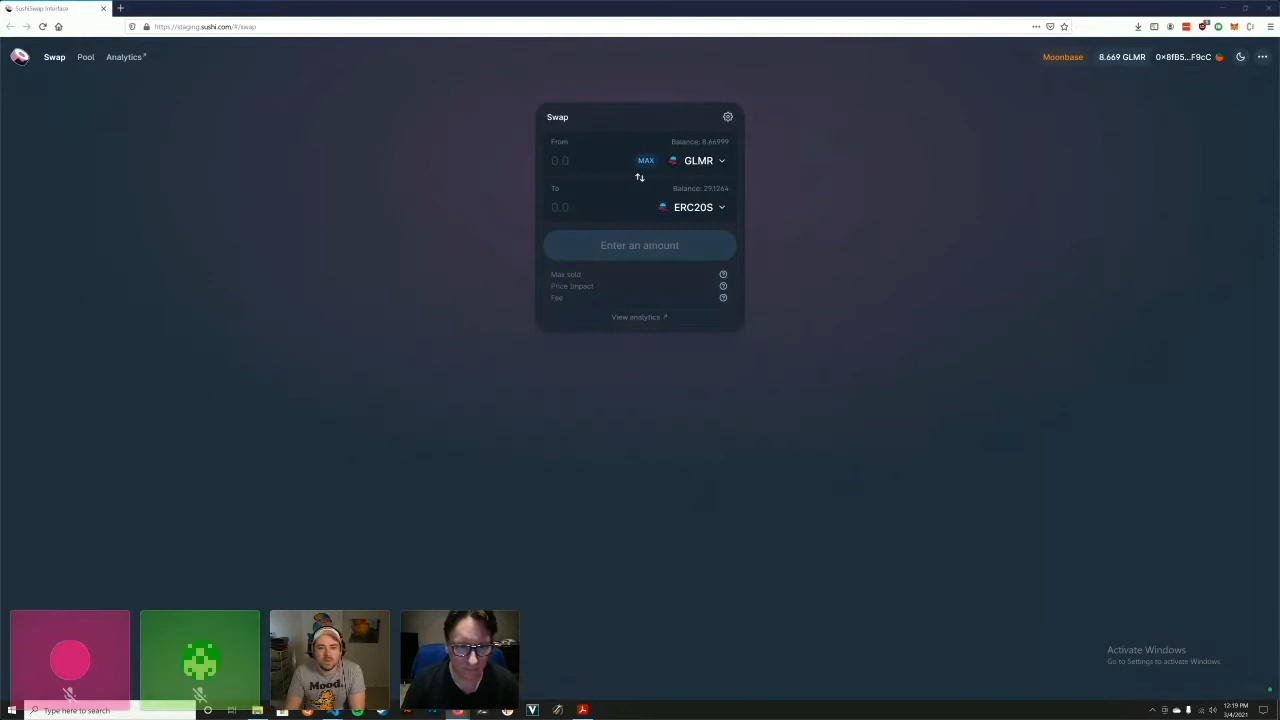 SushiSwap Interface
https://staging.sushi.com/#/swap
Swap
Pool
Analytics
Moonbase
8.669 GLMR
0x8fB5...F9cC
Swap
From
Balance: 8.66999
0.0
MAX
GLMR
To
Balance: 29.1264
0.0
ERC20S
Enter an amount
Max sold
Price Impact
Fee
View analytics
Mood.
Activate Windows
Go to Settings to activate Windows.
Type here to search
12:19 PM
3/4/2021